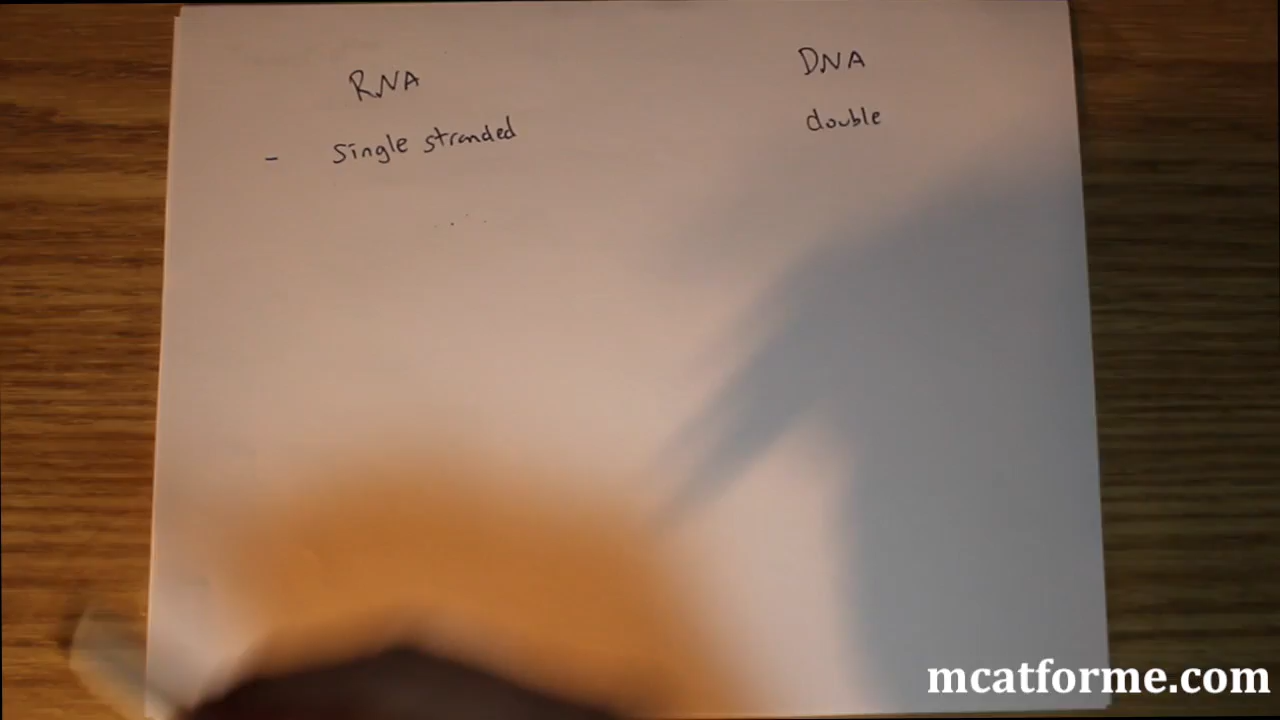 RNA
DNA
- single stranded
double
mcatforme.com